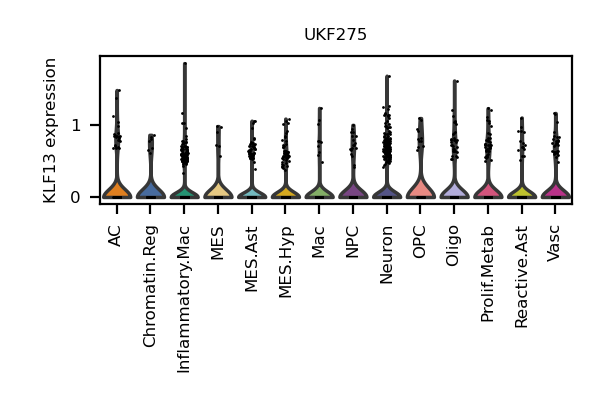 UKF275
KLF13 expression
1
0
AC
Chromatin.Reg
Inflammatory.Mac
MES
MES.Ast
MES.Hyp
Mac
NPC
Neuron
OPC
Oligo
Prolif.Metab
Reactive.Ast
Vasc